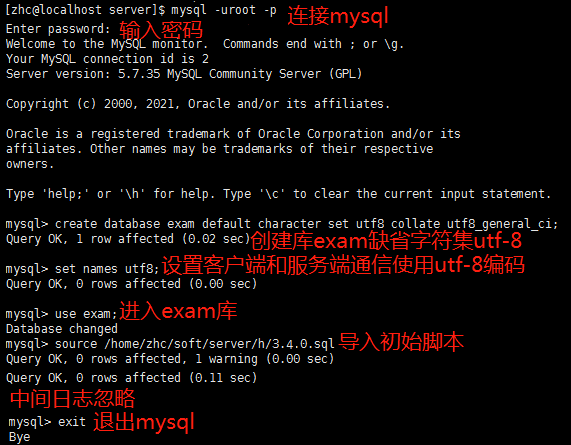 [zhc@localhost server]$ mysql -uroot -p 连接mysql
Enter password: 输入密码
Welcome to the MySQL monitor.  Commands end with ; or \g.
Your MySQL connection id is 2
Server version: 5.7.35 MySQL Community Server (GPL)
Copyright (c) 2000, 2021, Oracle and/or its affiliates.
Oracle is a registered trademark of Oracle Corporation and/or its
affiliates. Other names may be trademarks of their respective
owners.
Type 'help;' or '\h' for help. Type '\c' to clear the current input statement.
mysql> create database exam default character set utf8 collate utf8_general_ci;
Query OK, 1 row affected (0.02 sec)创建库exam缺省字符集utf-8
mysql> set names utf8;设置客户端和服务端通信使用utf-8编码
Query OK, 0 rows affected (0.00 sec)
mysql> use exam;进入exam库
Database changed
mysql> source /home/zhc/soft/server/h/3.4.0.sql 导入初始脚本
Query OK, 0 rows affected, 1 warning (0.00 sec)
Query OK, 0 rows affected (0.11 sec)
中间日志忽略
mysql> exit 退出mysql
Bye